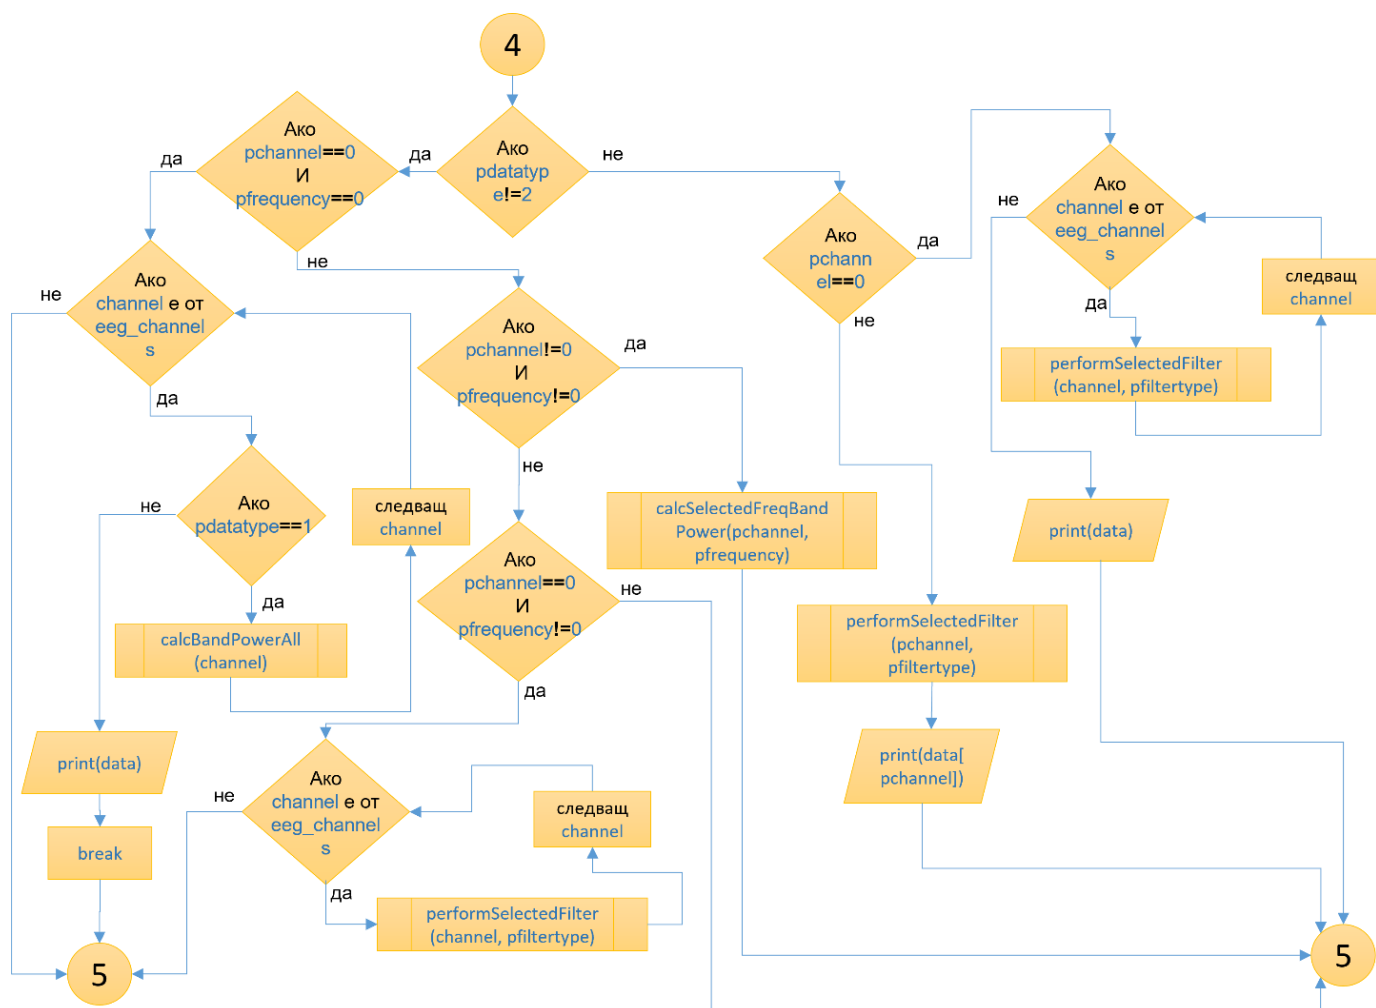 4
Ако
pchannel==0
И
pfrequency==0
да
да
Ако
pdatatyp
e!=2
не
не
Ако
channel е от
eeg_channel
s
не
да
Ако
pchann
el==0
да
не
Ако
channel е от
eeg_channel
s
да
следващ
channel
performSelectedFilter
(channel, pfiltertype)
не
Ако
pchannel!=0
И
pfrequency!=0
да
не
Ако
pdatatype==1
не
да
следващ
channel
calcSelectedFreqBand
Power(pchannel,
pfrequency)
print(data)
calcBandPowerAll
(channel)
Ако
pchannel==0
И
pfrequency!=0
не
да
performSelectedFilter
(pchannel,
pfiltertype)
print(data[
pchannel])
print(data)
break
Ако
channel е от
eeg_channel
s
не
да
следващ
channel
performSelectedFilter
(channel, pfiltertype)
5
5